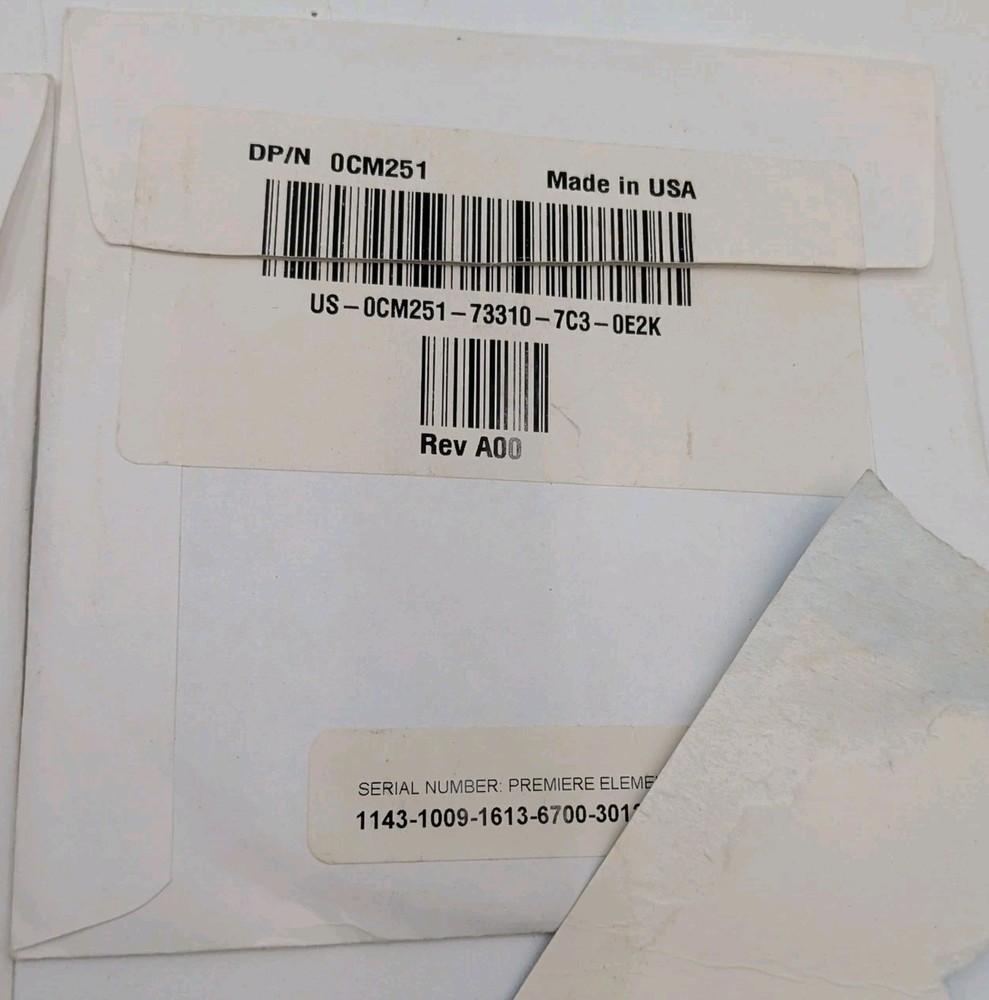 DP/N 0CM251 Made in USA
US-0CM251-73310-7C3-0E2K
Rev A00
SERIAL NUMBER: PREMIERE
1143-1009-1613-6700-301